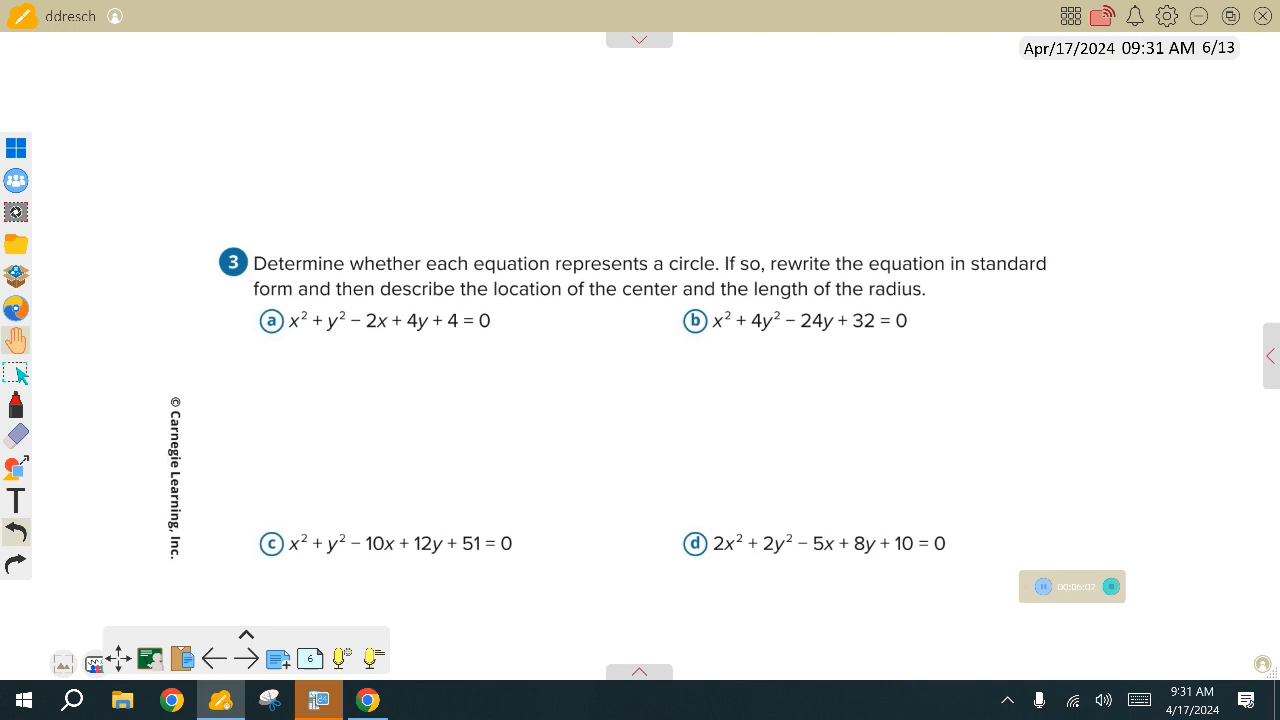 ddresch
Apr/17/2024 09:31 AM 6/13
3 Determine whether each equation represents a circle. If so, rewrite the equation in standard
form and then describe the location of the center and the length of the radius.
a x² + y² − 2x + 4y + 4 = 0
b x² + 4y² − 24y + 32 = 0
© Carnegie Learning, Inc.
c x² + y² − 10x + 12y + 51 = 0
d 2x² + 2y² − 5x + 8y + 10 = 0
00:06:02
T
6
9:31 AM
4/17/2024